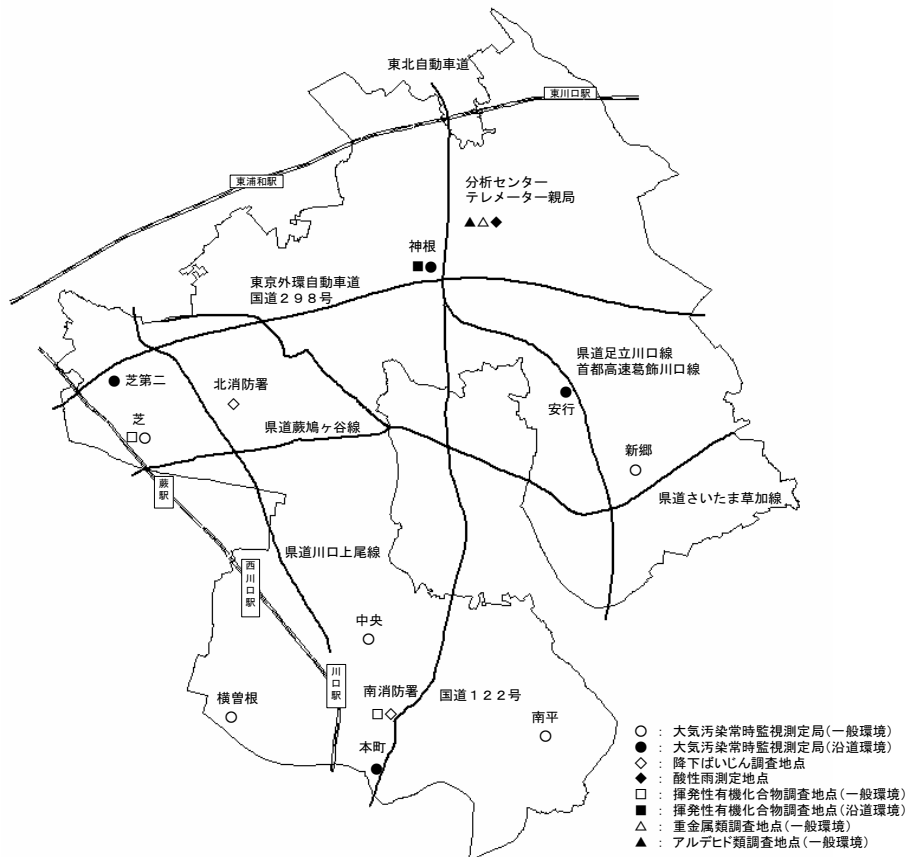 東北自動車道
東川口駅
東浦和駅
分析センター
テレメーター親局
神根
東京外環自動車道
国道298号
県道足立川口線
首都高速葛飾川口線
芝第二
北消防署
安行
芝
県道蕨鳩ヶ谷線
新郷
蕨駅
県道さいたま草加線
県道川口上尾線
西川口駅
中央
川口駅
横曽根
南消防署
国道122号
南平
本町
○ : 大気汚染常時監視測定局(一般環境)
● : 大気汚染常時監視測定局(沿道環境)
◇ : 降下ばいじん調査地点
◆ : 酸性雨測定地点
□ : 揮発性有機化合物調査地点(一般環境)
■ : 揮発性有機化合物調査地点(沿道環境)
△ : 重金属類調査地点(一般環境)
▲ : アルデヒド類調査地点(一般環境)